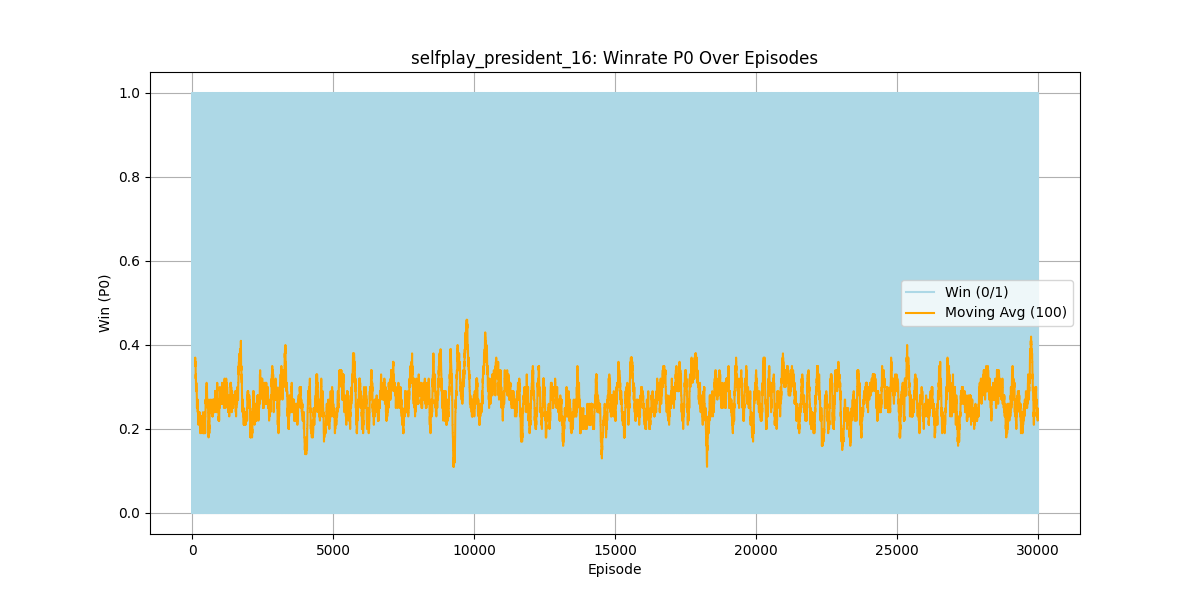 selfplay_president_16: Winrate P0 Over Episodes
Win (P0)
1.0
0.8
0.6
0.4
0.2
0.0
Win (0/1)
Moving Avg (100)
0
5000
10000
15000
20000
25000
30000
Episode